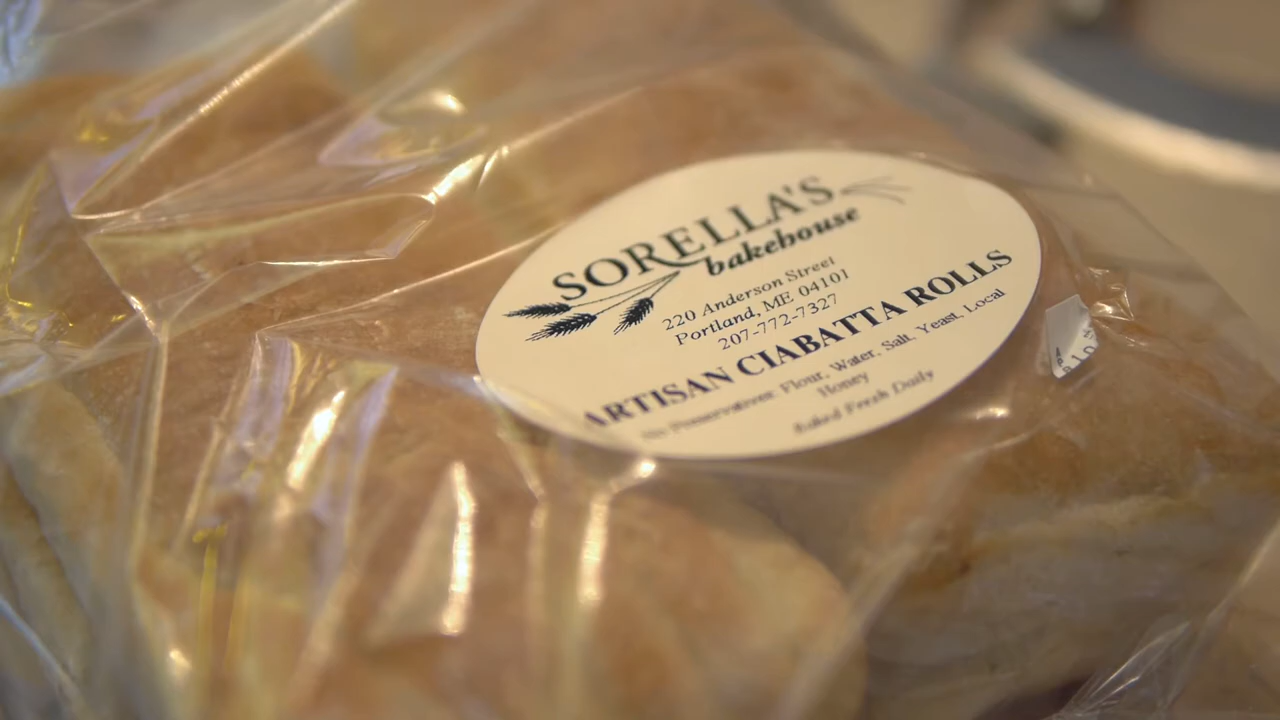 SORELLA'S
bakehouse
220 Anderson Street
Portland, ME 04101
207-772-7327
ARTISAN CIABATTA ROLLS
No Preservatives: Flour, Water, Salt, Yeast, Local
Honey
Baked Fresh Daily